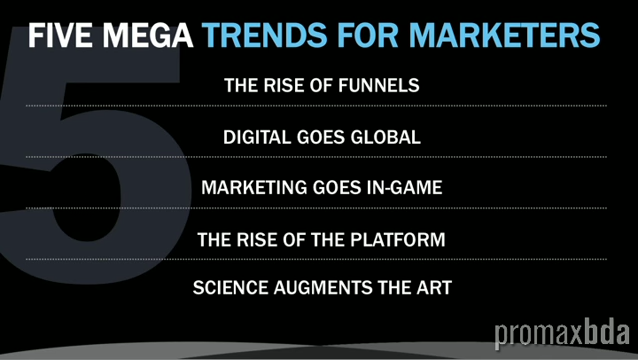 FIVE MEGA TRENDS FOR MARKETERS
THE RISE OF FUNNELS
DIGITAL GOES GLOBAL
MARKETING GOES IN-GAME
THE RISE OF THE PLATFORM
SCIENCE AUGMENTS THE ART
5
promaxbda